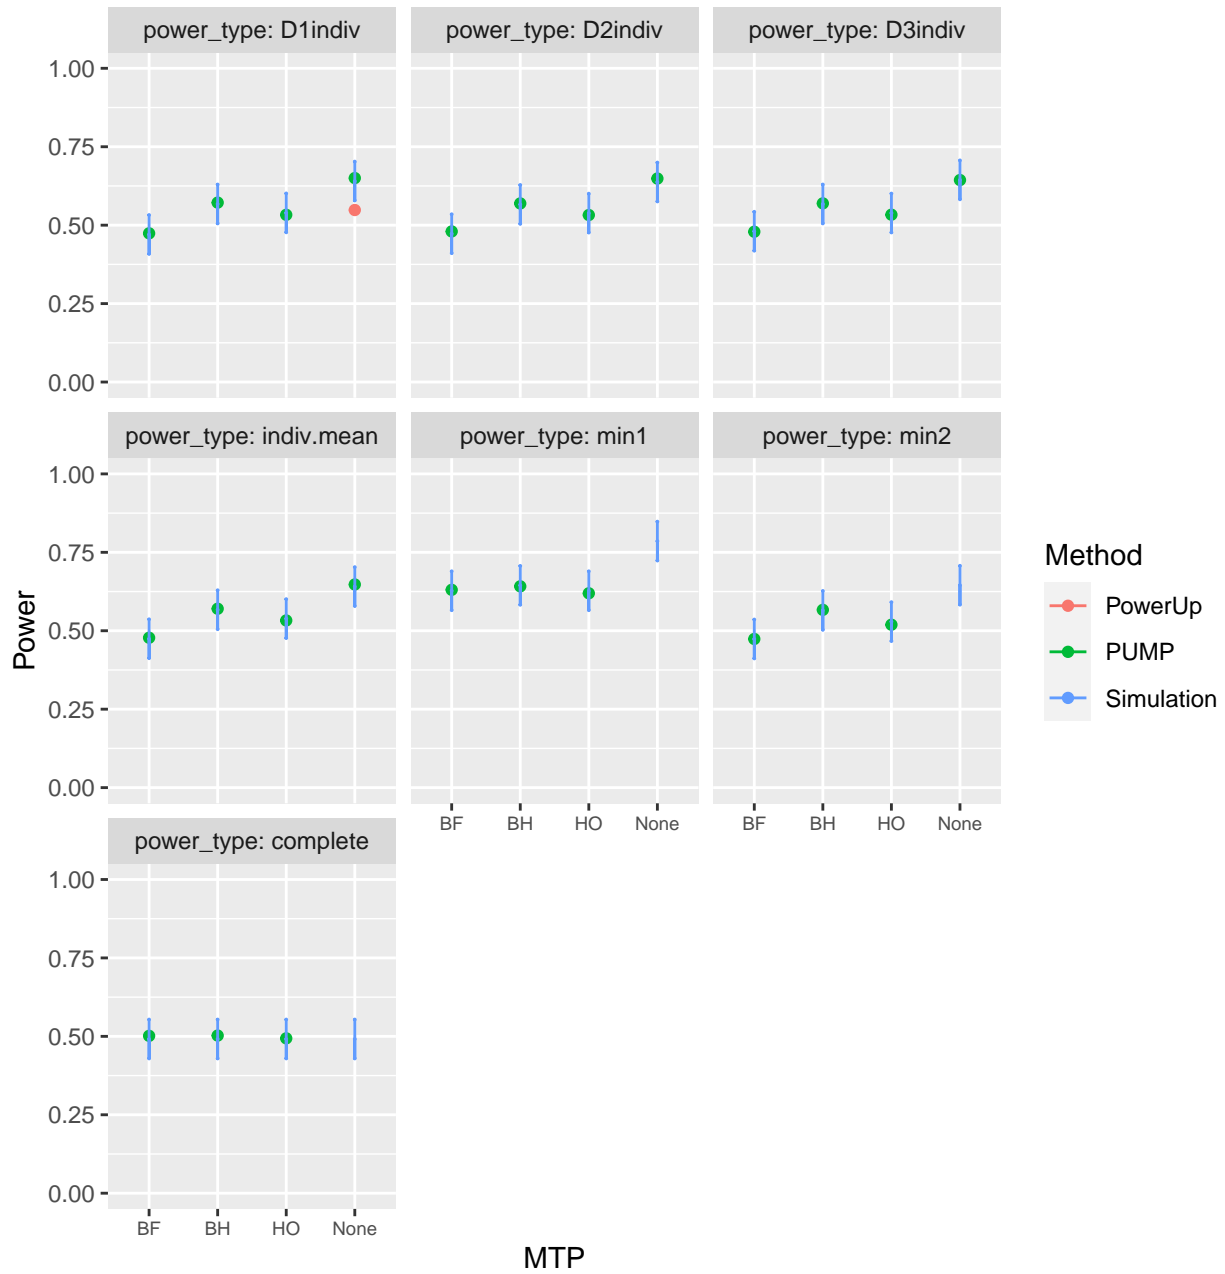 power_type: D1indiv
power_type: D2indiv
power_type: D3indiv
1.00
0.75
0.50
0.25
0.00
power_type: indiv.mean
power_type: min1
power_type: min2
1.00
0.75
0.50
0.25
0.00
BF BH HO None
BF BH HO None
power_type: complete
1.00
0.75
0.50
0.25
0.00
BF BH HO None
MTP
Power
Method
PowerUp
PUMP
Simulation